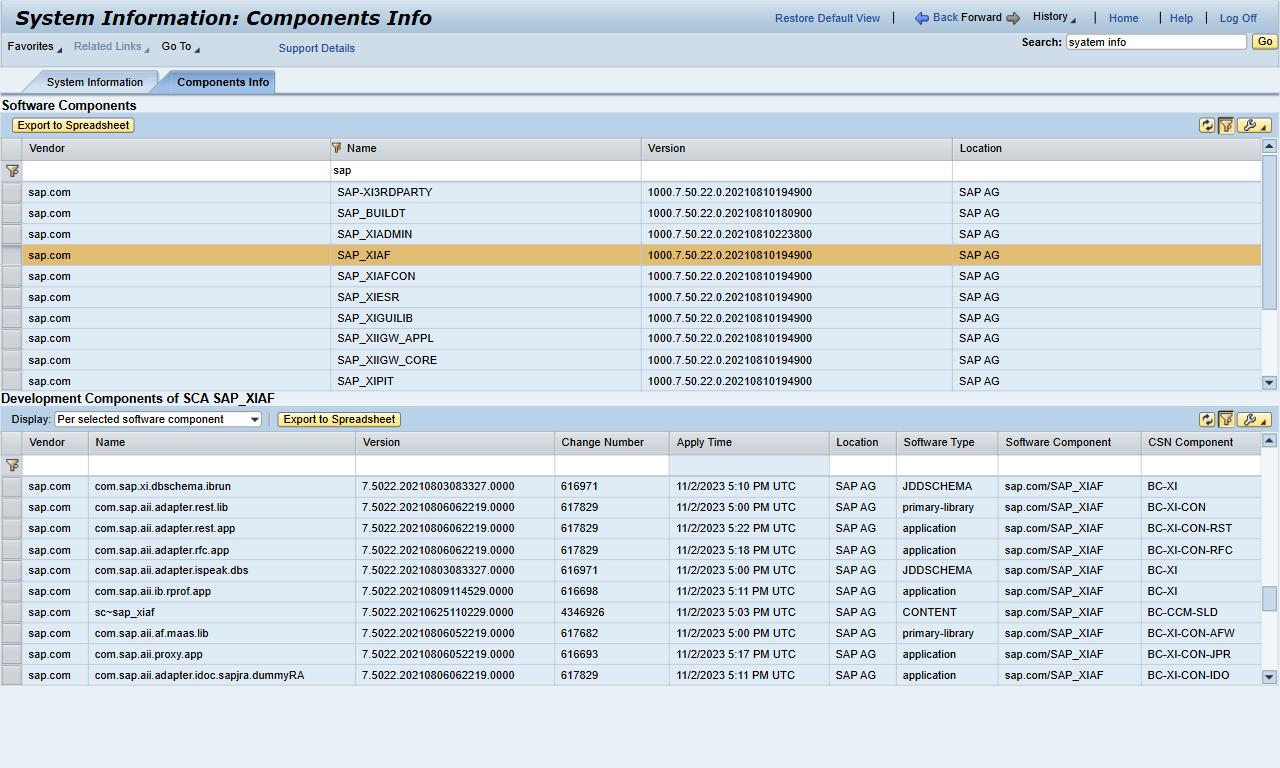 System Information: Components Info
Restore Default View | Back Forward History | Home | Help | Log Off
Favorites Related Links Go To Support Details Search: syatem info Go
System Information Components Info
Software Components
Export to Spreadsheet
Vendor Name Version Location
sap
sap.com SAP-XI3RDPARTY 1000.7.50.22.0.20210810194900 SAP AG
sap.com SAP_BUILDT 1000.7.50.22.0.20210810180900 SAP AG
sap.com SAP_XIADMIN 1000.7.50.22.0.20210810223800 SAP AG
sap.com SAP_XIAF 1000.7.50.22.0.20210810194900 SAP AG
sap.com SAP_XIAFCON 1000.7.50.22.0.20210810194900 SAP AG
sap.com SAP_XIESR 1000.7.50.22.0.20210810194900 SAP AG
sap.com SAP_XIGUILIB 1000.7.50.22.0.20210810194900 SAP AG
sap.com SAP_XIIGW_APPL 1000.7.50.22.0.20210810194900 SAP AG
sap.com SAP_XIIGW_CORE 1000.7.50.22.0.20210810194900 SAP AG
sap.com SAP_XIPIT 1000.7.50.22.0.20210810194900 SAP AG
Development Components of SCA SAP_XIAF
Display: Per selected software component Export to Spreadsheet
Vendor Name Version Change Number Apply Time Location Software Type Software Component CSN Component
sap.com com.sap.xi.dbschema.ibrun 7.5022.20210803083327.0000 616971 11/2/2023 5:10 PM UTC SAP AG JDDSCHEMA sap.com/SAP_XIAF BC-XI
sap.com com.sap.aii.adapter.rest.lib 7.5022.20210806062219.0000 617829 11/2/2023 5:00 PM UTC SAP AG primary-library sap.com/SAP_XIAF BC-XI-CON
sap.com com.sap.aii.adapter.rest.app 7.5022.20210806062219.0000 617829 11/2/2023 5:22 PM UTC SAP AG application sap.com/SAP_XIAF BC-XI-CON-RST
sap.com com.sap.aii.adapter.rfc.app 7.5022.20210806062219.0000 617829 11/2/2023 5:18 PM UTC SAP AG application sap.com/SAP_XIAF BC-XI-CON-RFC
sap.com com.sap.aii.adapter.ispeak.dbs 7.5022.20210803083327.0000 616971 11/2/2023 5:00 PM UTC SAP AG JDDSCHEMA sap.com/SAP_XIAF BC-XI
sap.com com.sap.aii.ib.rprof.app 7.5022.20210809114529.0000 616698 11/2/2023 5:11 PM UTC SAP AG application sap.com/SAP_XIAF BC-XI
sap.com sc~sap_xiaf 7.5022.20210625110229.0000 4346926 11/2/2023 5:03 PM UTC SAP AG CONTENT sap.com/SAP_XIAF BC-CCM-SLD
sap.com com.sap.aii.af.maas.lib 7.5022.20210806052219.0000 617682 11/2/2023 5:00 PM UTC SAP AG primary-library sap.com/SAP_XIAF BC-XI-CON-AFW
sap.com com.sap.aii.proxy.app 7.5022.20210806052219.0000 616693 11/2/2023 5:17 PM UTC SAP AG application sap.com/SAP_XIAF BC-XI-CON-JPR
sap.com com.sap.aii.adapter.idoc.sapjra.dummyRA 7.5022.20210806062219.0000 617829 11/2/2023 5:11 PM UTC SAP AG application sap.com/SAP_XIAF BC-XI-CON-IDO